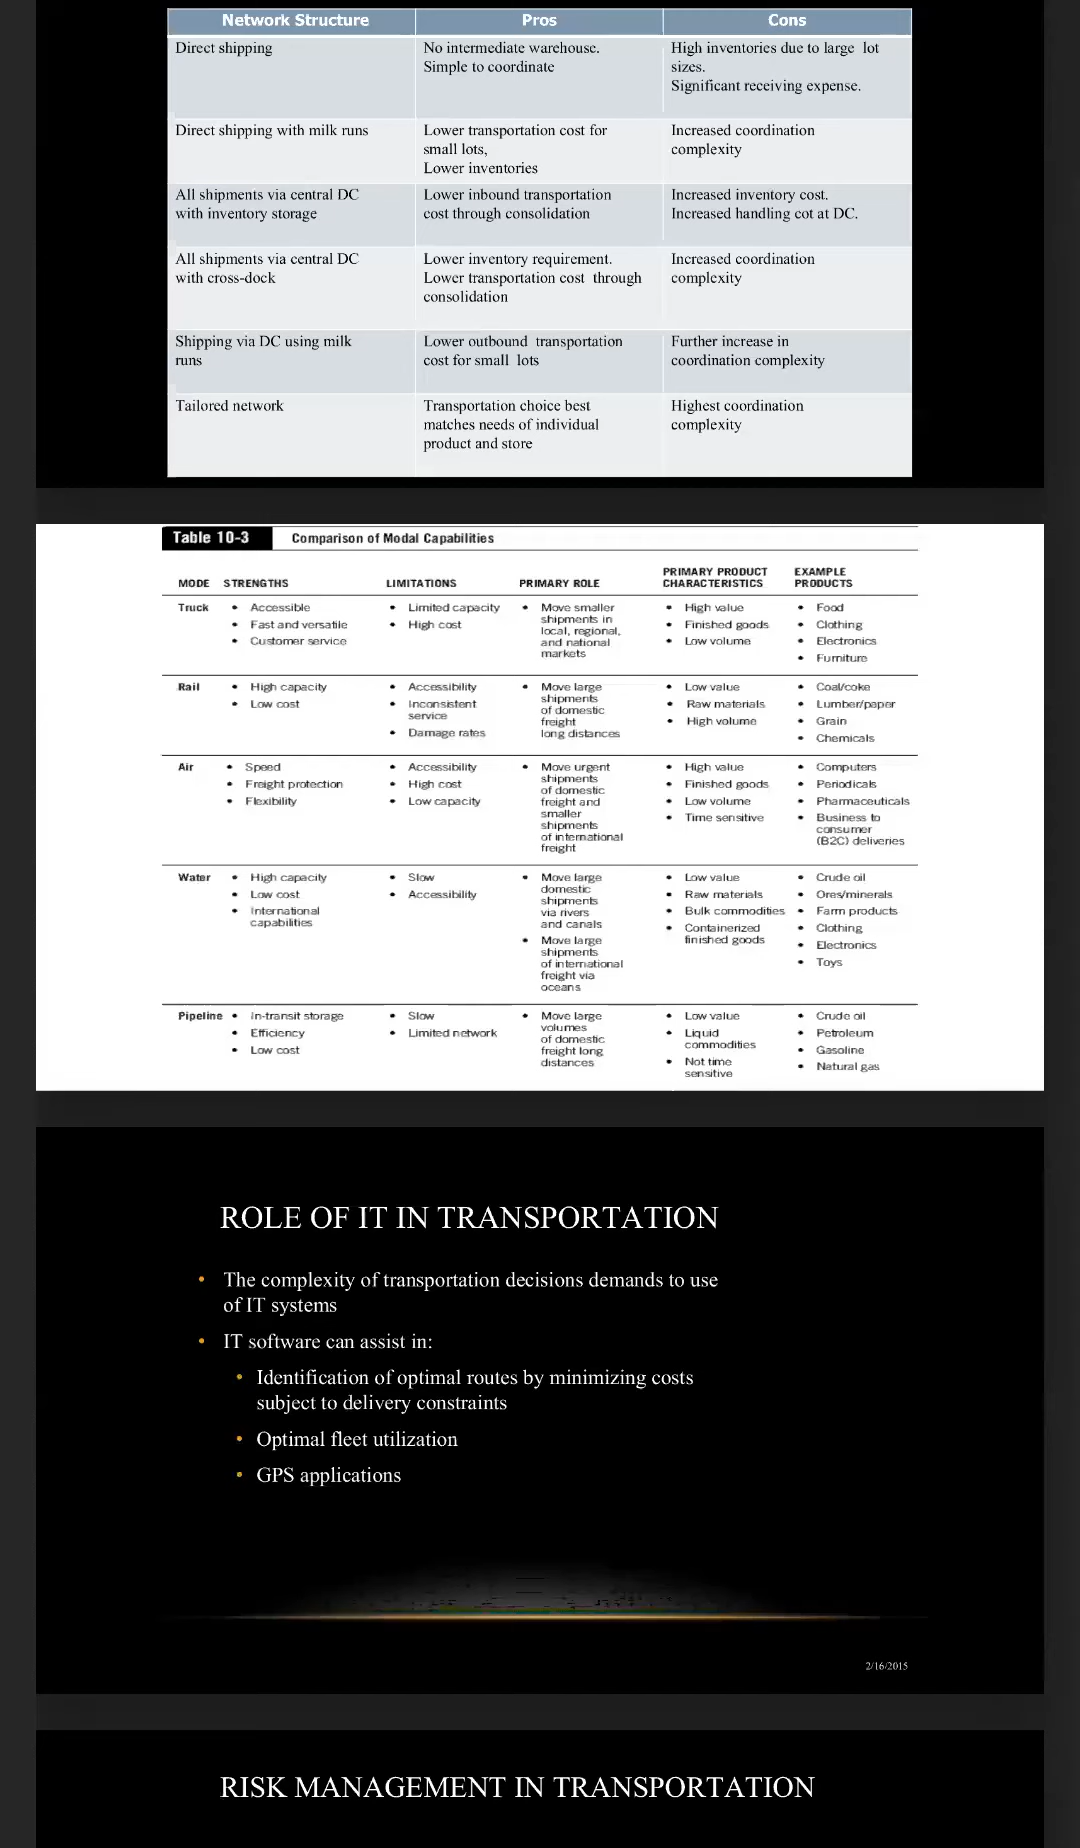 Network Structure Pros Cons
Direct shipping No intermediate warehouse. High inventories due to large lot
Simple to coordinate sizes.
Significant receiving expense.
Direct shipping with milk runs Lower transportation cost for Increased coordination
small lots, complexity
Lower inventories
All shipments via central DC Lower inbound transportation Increased inventory cost.
with inventory storage cost through consolidation Increased handling cot at DC.
All shipments via central DC Lower inventory requirement. Increased coordination
with cross-dock Lower transportation cost through complexity
consolidation
Shipping via DC using milk Lower outbound transportation Further increase in
runs cost for small lots coordination complexity
Tailored network Transportation choice best Highest coordination
matches needs of individual complexity
product and store
Table 10-3 Comparison of Modal Capabilities
PRIMARY PRODUCT EXAMPLE
MODE STRENGTHS LIMITATIONS PRIMARY ROLE CHARACTERISTICS PRODUCTS
Truck • Accessible • Limited capacity • Move smaller • High value • Food
• Fast and versatile • High cost shipments in • Finished goods • Clothing
• Customer service local, regional, • Low volume • Electronics
and national
markets • Furniture
Rail • High capacity • Accessibility • Move large • Low value • Coal/coke
• Low cost • Inconsistent shipments • Raw materials • Lumber/paper
service of domestic • High volume • Grain
• Damage rates freight
long distances • Chemicals
Air • Speed • Accessibility • Move urgent • High value • Computers
• Freight protection • High cost shipments • Finished goods • Periodicals
• Flexibility • Low capacity of domestic • Low volume • Pharmaceuticals
freight and • Time sensitive • Business to
smaller consumer
shipments (B2C) deliveries
of international
freight
Water • High capacity • Slow • Move large • Low value • Crude oil
• Low cost • Accessibility domestic • Raw materials • Ores/minerals
• International shipments • Bulk commodities • Farm products
capabilities via rivers • Containerized • Clothing
and canals finished goods • Electronics
• Move large • Toys
shipments
of international
freight via
oceans
Pipeline • In-transit storage • Slow • Move large • Low value • Crude oil
• Efficiency • Limited network volumes • Liquid • Petroleum
• Low cost of domestic commodities • Gasoline
freight long • Not time • Natural gas
distances sensitive
ROLE OF IT IN TRANSPORTATION
• The complexity of transportation decisions demands to use
of IT systems
• IT software can assist in:
• Identification of optimal routes by minimizing costs
subject to delivery constraints
• Optimal fleet utilization
• GPS applications
2/16/2015
RISK MANAGEMENT IN TRANSPORTATION